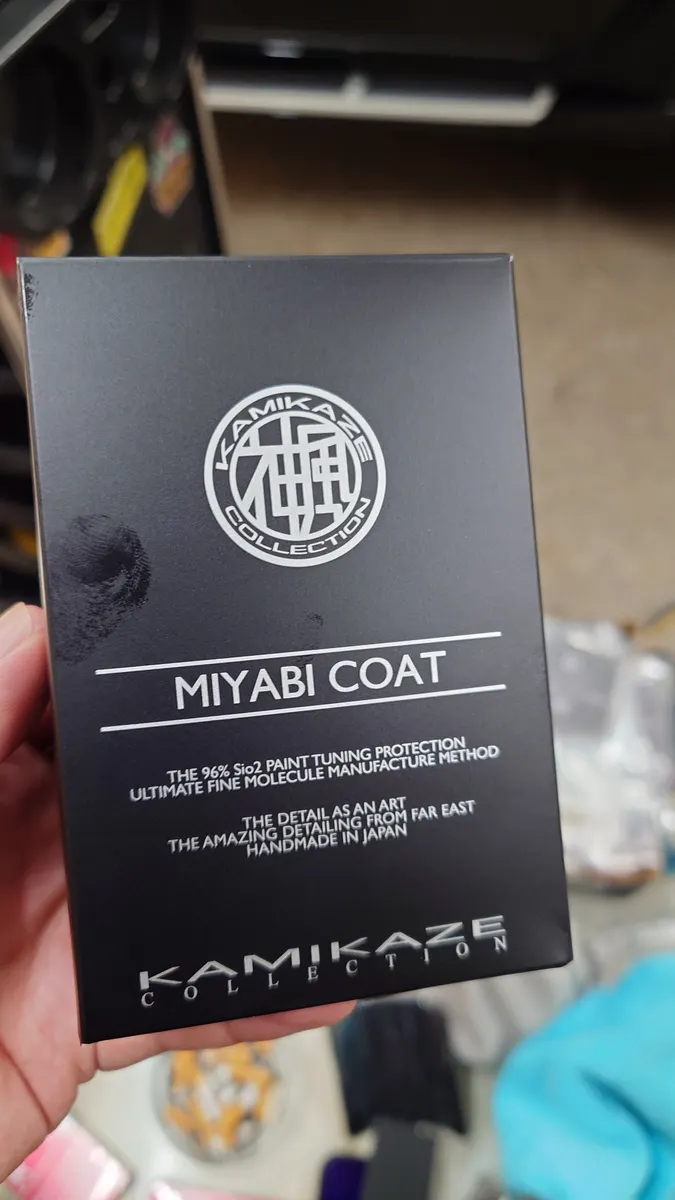 KAMIKAZE
神風
COLLECTION
MIYABI COAT
THE 96% Sio2 PAINT TUNING PROTECTION
ULTIMATE FINE MOLECULE MANUFACTURE METHOD
THE DETAIL AS AN ART
THE AMAZING DETAILING FROM FAR EAST
HANDMADE IN JAPAN
KAMIKAZE
COLLECTION